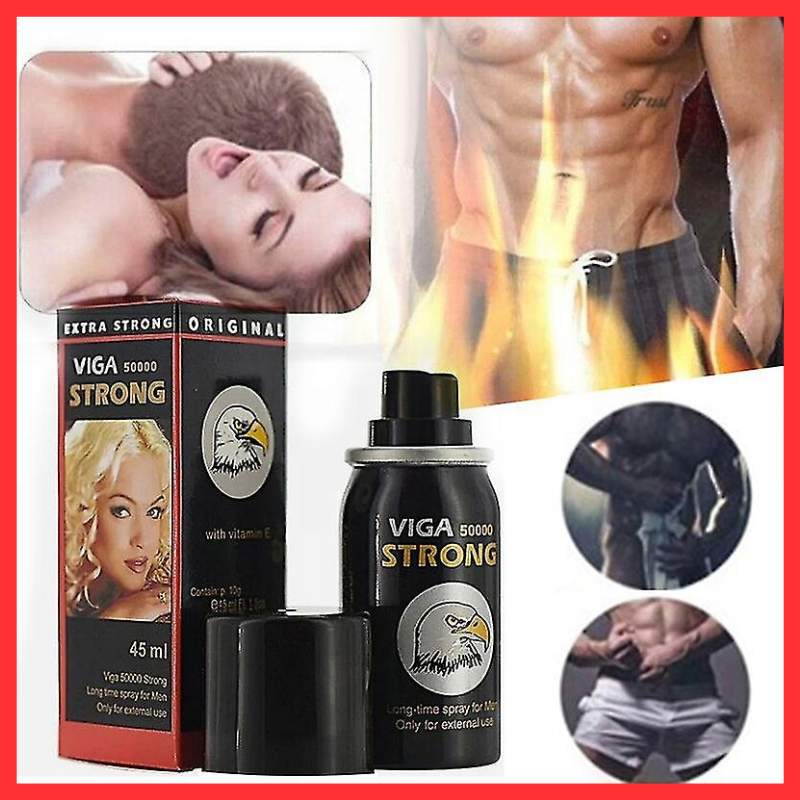 Trust
EXTRA STRONG
ORIGINAL
VIGA 50000
STRONG
with vitamin E
45 ml
Viga 50000 Strong
Long time spray for Men
Only for external use
VIGA 50000
STRONG
Long-time spray for Men
Only for external use